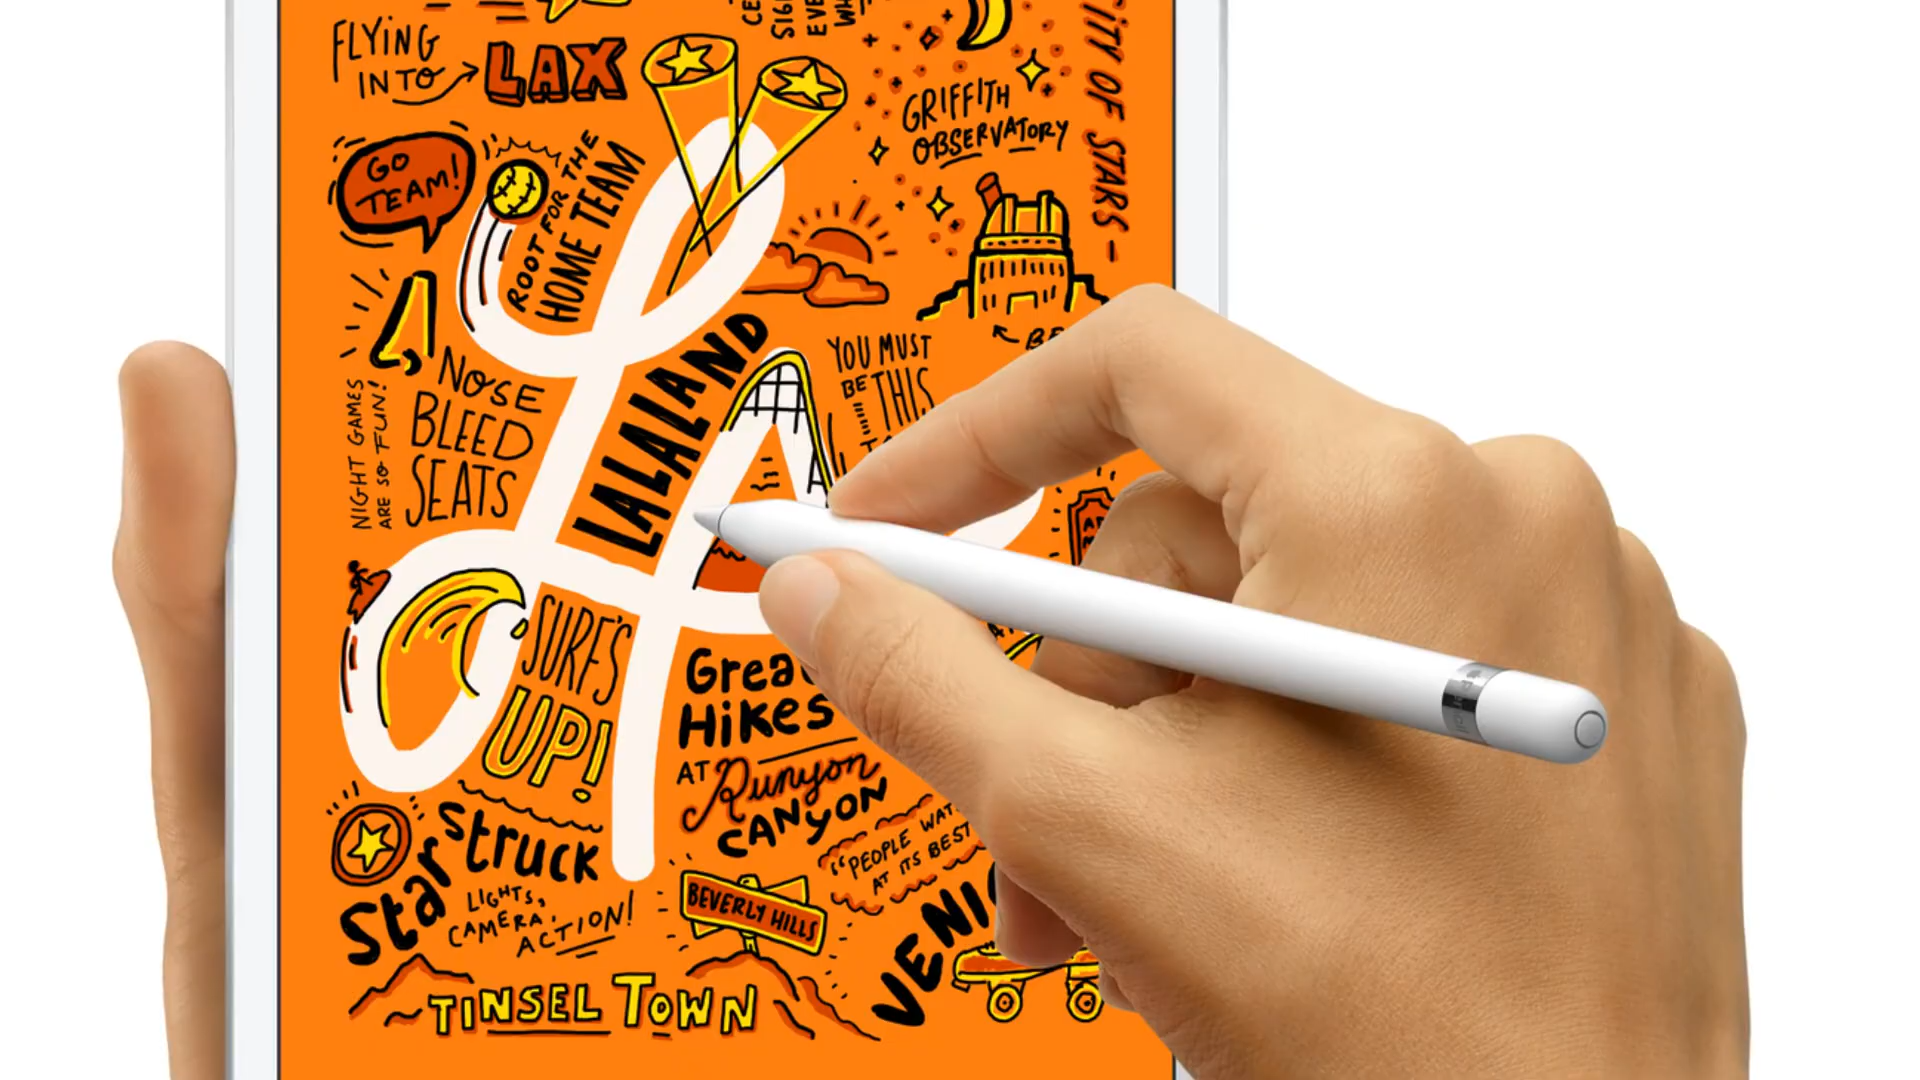 FLYiNG
INTO
LAX
GRIFFITH
OBSERVATORY
CITY OF STARS —
GO
TEAM!
ROOT FOR THE
HOME TEAM
NOSE
BLEED
SEATS
NIGHT GAMES
ARE SO FUN!
LALALAND
YOU MUST
BE THIS
SURF'S
UP!
GreaT
HiKes
AT Runyon
CANyON
Star struck
LIGHTS,
CAMERA,
ACTION!
BEVERLY HILLS
"PEOPLE WAT
AT ITS BEST
VENIC
TINSEL TOWN